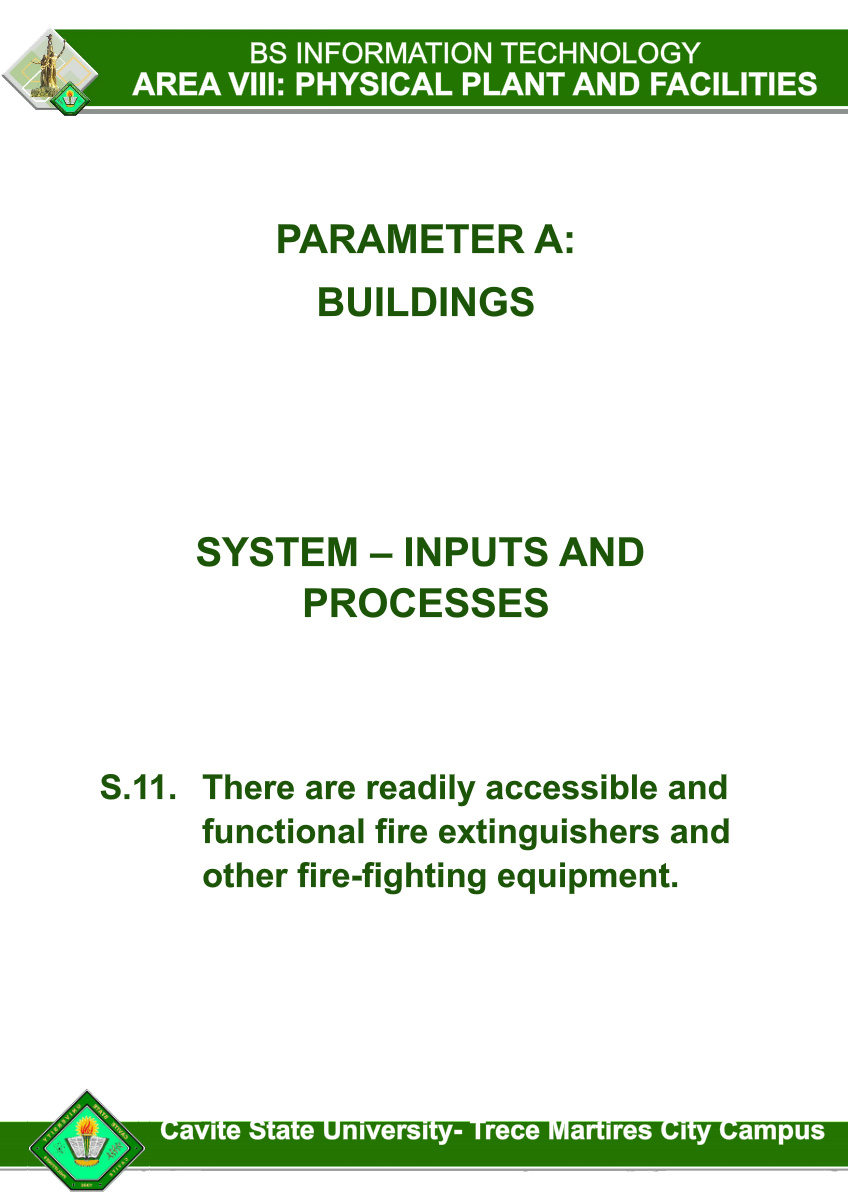 BS INFORMATION TECHNOLOGY
AREA VIII: PHYSICAL PLANT AND FACILITIES
PARAMETER A:
BUILDINGS
SYSTEM – INPUTS AND
PROCESSES
S.11. There are readily accessible and
functional fire extinguishers and
other fire-fighting equipment.
Cavite State University- Trece Martires City Campus